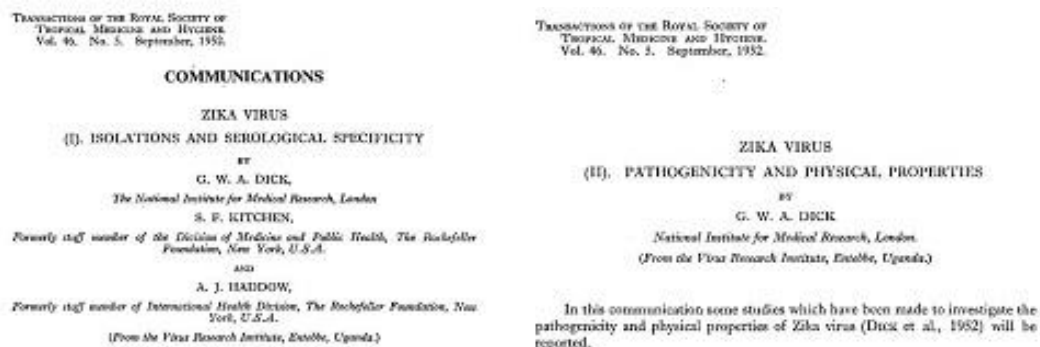 TRANSACTIONS OF THE ROYAL SOCIETY OF
TROPICAL MEDICINE AND HYGIENE.
Vol. 46. No. 5. September, 1952.
COMMUNICATIONS
ZIKA VIRUS
(I). ISOLATIONS AND SEROLOGICAL SPECIFICITY
BY
G. W. A. DICK,
The National Institute for Medical Research, London
S. F. KITCHEN,
Formerly staff member of the Division of Medicine and Public Health, The Rockefeller
Foundation, New York, U.S.A.
AND
A. J. HADDOW,
Formerly staff member of International Health Division, The Rockefeller Foundation, New
York, U.S.A.
(From the Virus Research Institute, Entebbe, Uganda.)
TRANSACTIONS OF THE ROYAL SOCIETY OF
TROPICAL MEDICINE AND HYGIENE.
Vol. 46. No. 5. September, 1952.
ZIKA VIRUS
(II). PATHOGENICITY AND PHYSICAL PROPERTIES
BY
G. W. A. DICK
National Institute for Medical Research, London.
(From the Virus Research Institute, Entebbe, Uganda.)
In this communication some studies which have been made to investigate the
pathogenicity and physical properties of Zika virus (DICK et al., 1952) will be
reported.